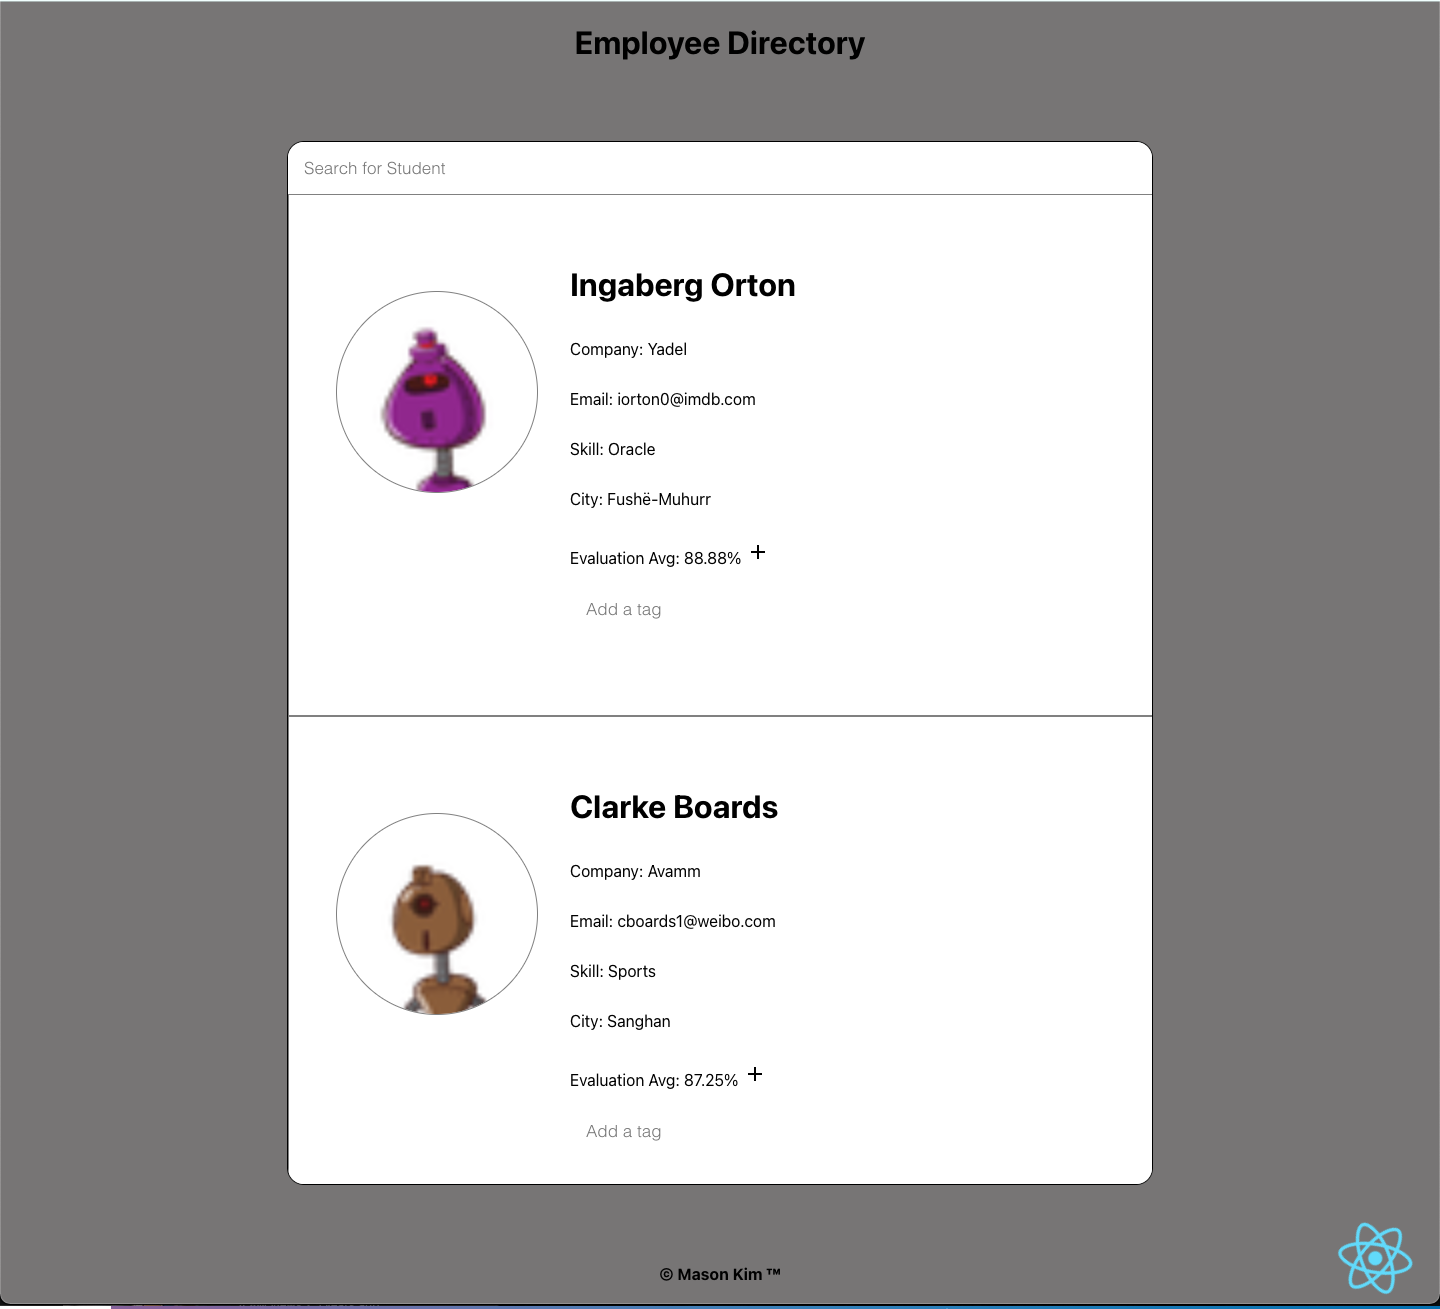 Employee Directory
Search for Student
Ingaberg Orton
Company: Yadel
Email: iorton0@imdb.com
Skill: Oracle
City: Fushë-Muhurr
Evaluation Avg: 88.88% +
Add a tag
Clarke Boards
Company: Avamm
Email: cboards1@weibo.com
Skill: Sports
City: Sanghan
Evaluation Avg: 87.25% +
Add a tag
© Mason Kim ™